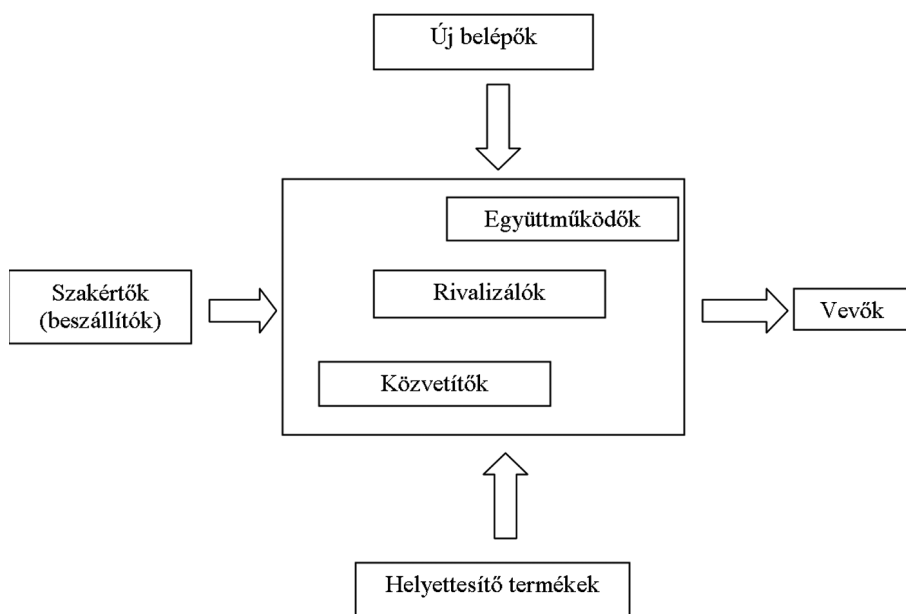 Új belépők
Együttműködők
Szakértők
(beszállítók)
Rivalizálók
Vevők
Közvetítők
Helyettesítő termékek